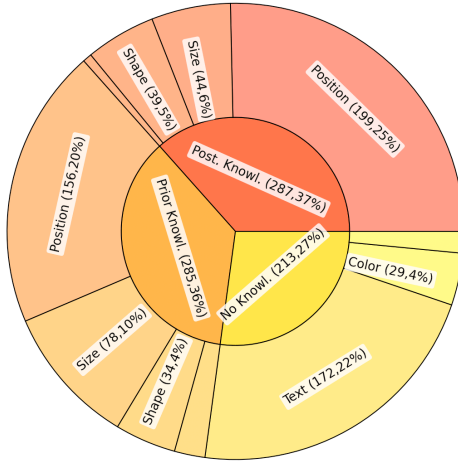 Position (199,25%)
Size (44,6%)
Shape (39,5%)
Post. Knowl. (287,37%)
Position (156,20%)
Prior Knowl. (285,36%)
Size (78,10%)
Shape (34,4%)
No Knowl. (213,27%)
Color (29,4%)
Text (172,22%)